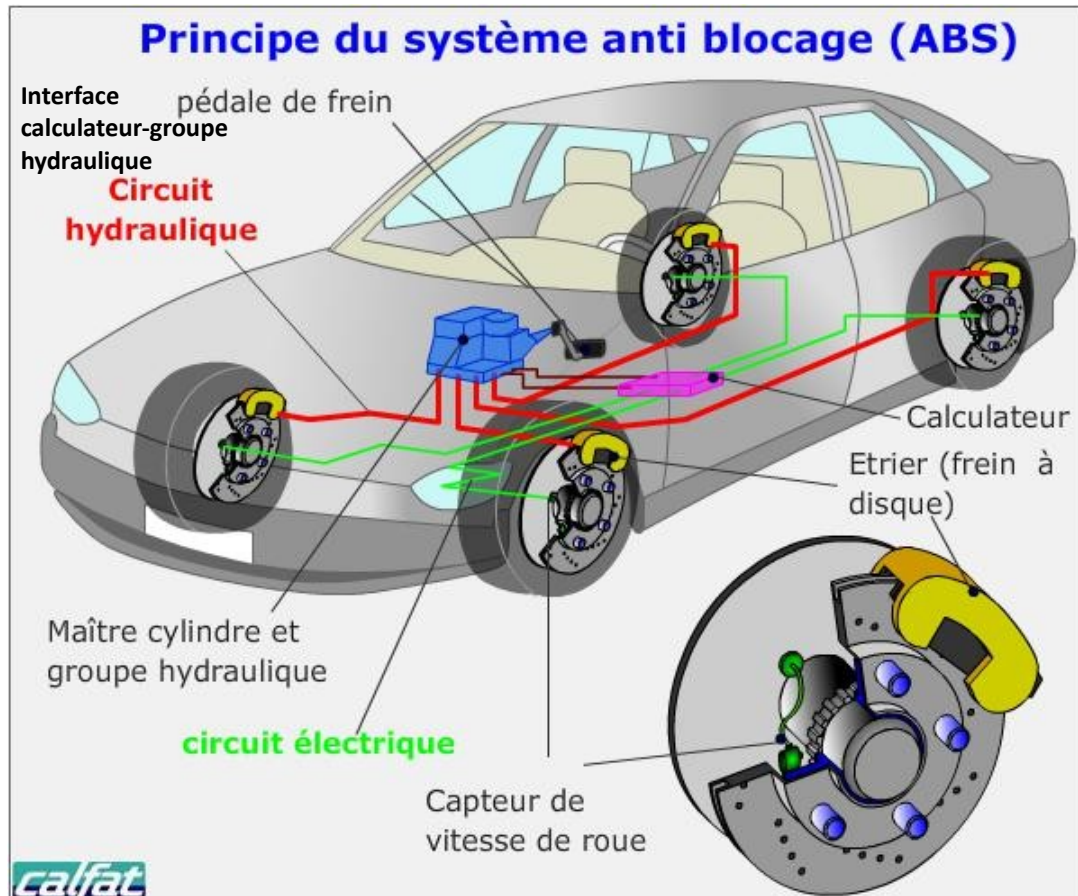 Principe du système anti blocage (ABS)
Interface
calculateur-groupe
hydraulique
pédale de frein
Circuit
hydraulique
Calculateur
Etrier (frein à
disque)
Maître cylindre et
groupe hydraulique
circuit électrique
Capteur de
vitesse de roue
calfat